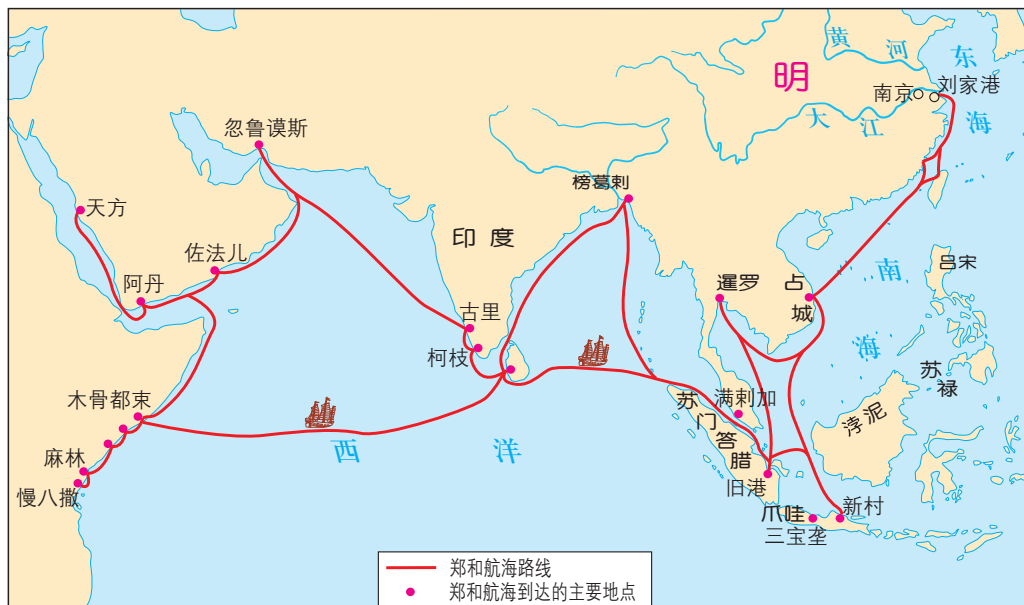 黄河
东海
明
南京
刘家港
大江
忽鲁谟斯
榜葛剌
天方
印度
佐法儿
阿丹
南海
吕宋
暹罗
占城
古里
柯枝
苏禄
木骨都束
满剌加
苏门答腊
浡泥
麻林
西洋
慢八撒
旧港
爪哇
新村
三宝垄
郑和航海路线
郑和航海到达的主要地点